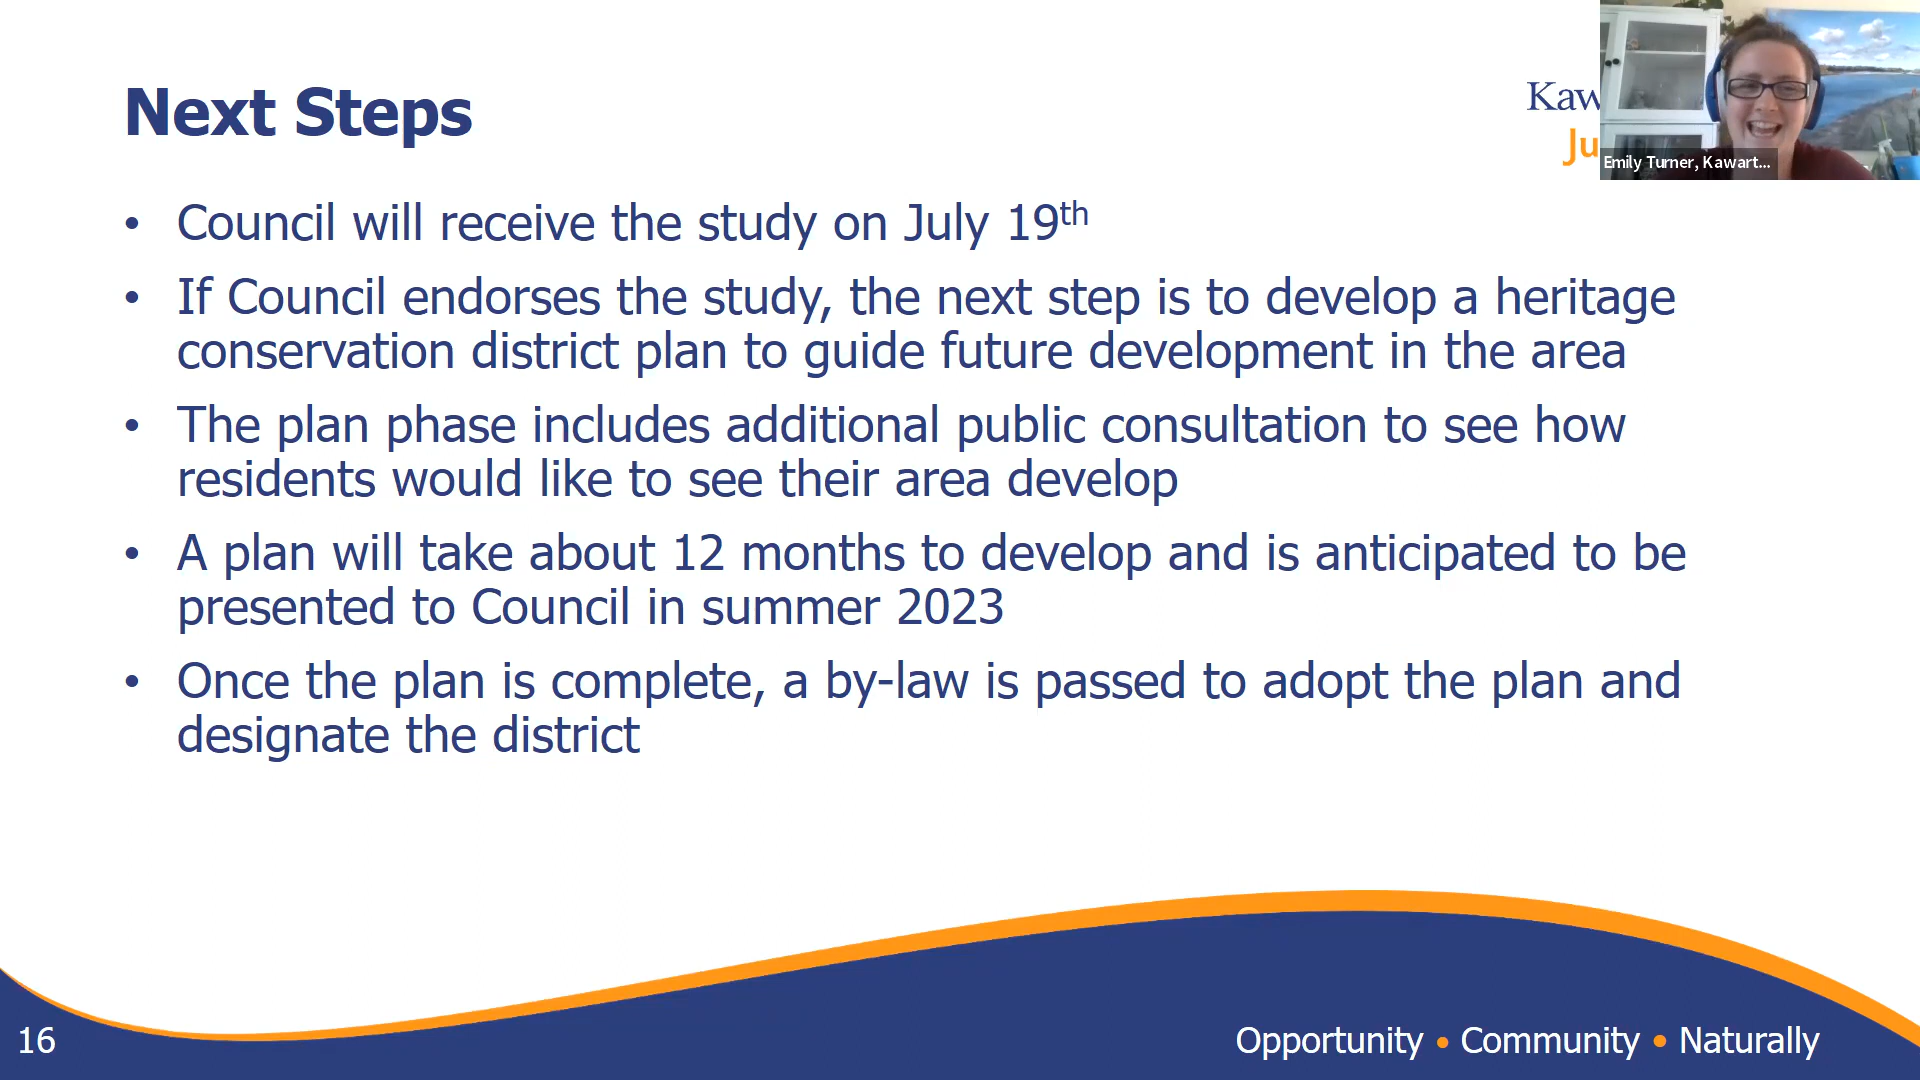 Next Steps
Kaw
Ju
Emily Turner, Kawart...
• Council will receive the study on July 19th
• If Council endorses the study, the next step is to develop a heritage
conservation district plan to guide future development in the area
• The plan phase includes additional public consultation to see how
residents would like to see their area develop
• A plan will take about 12 months to develop and is anticipated to be
presented to Council in summer 2023
• Once the plan is complete, a by-law is passed to adopt the plan and
designate the district
16
Opportunity • Community • Naturally